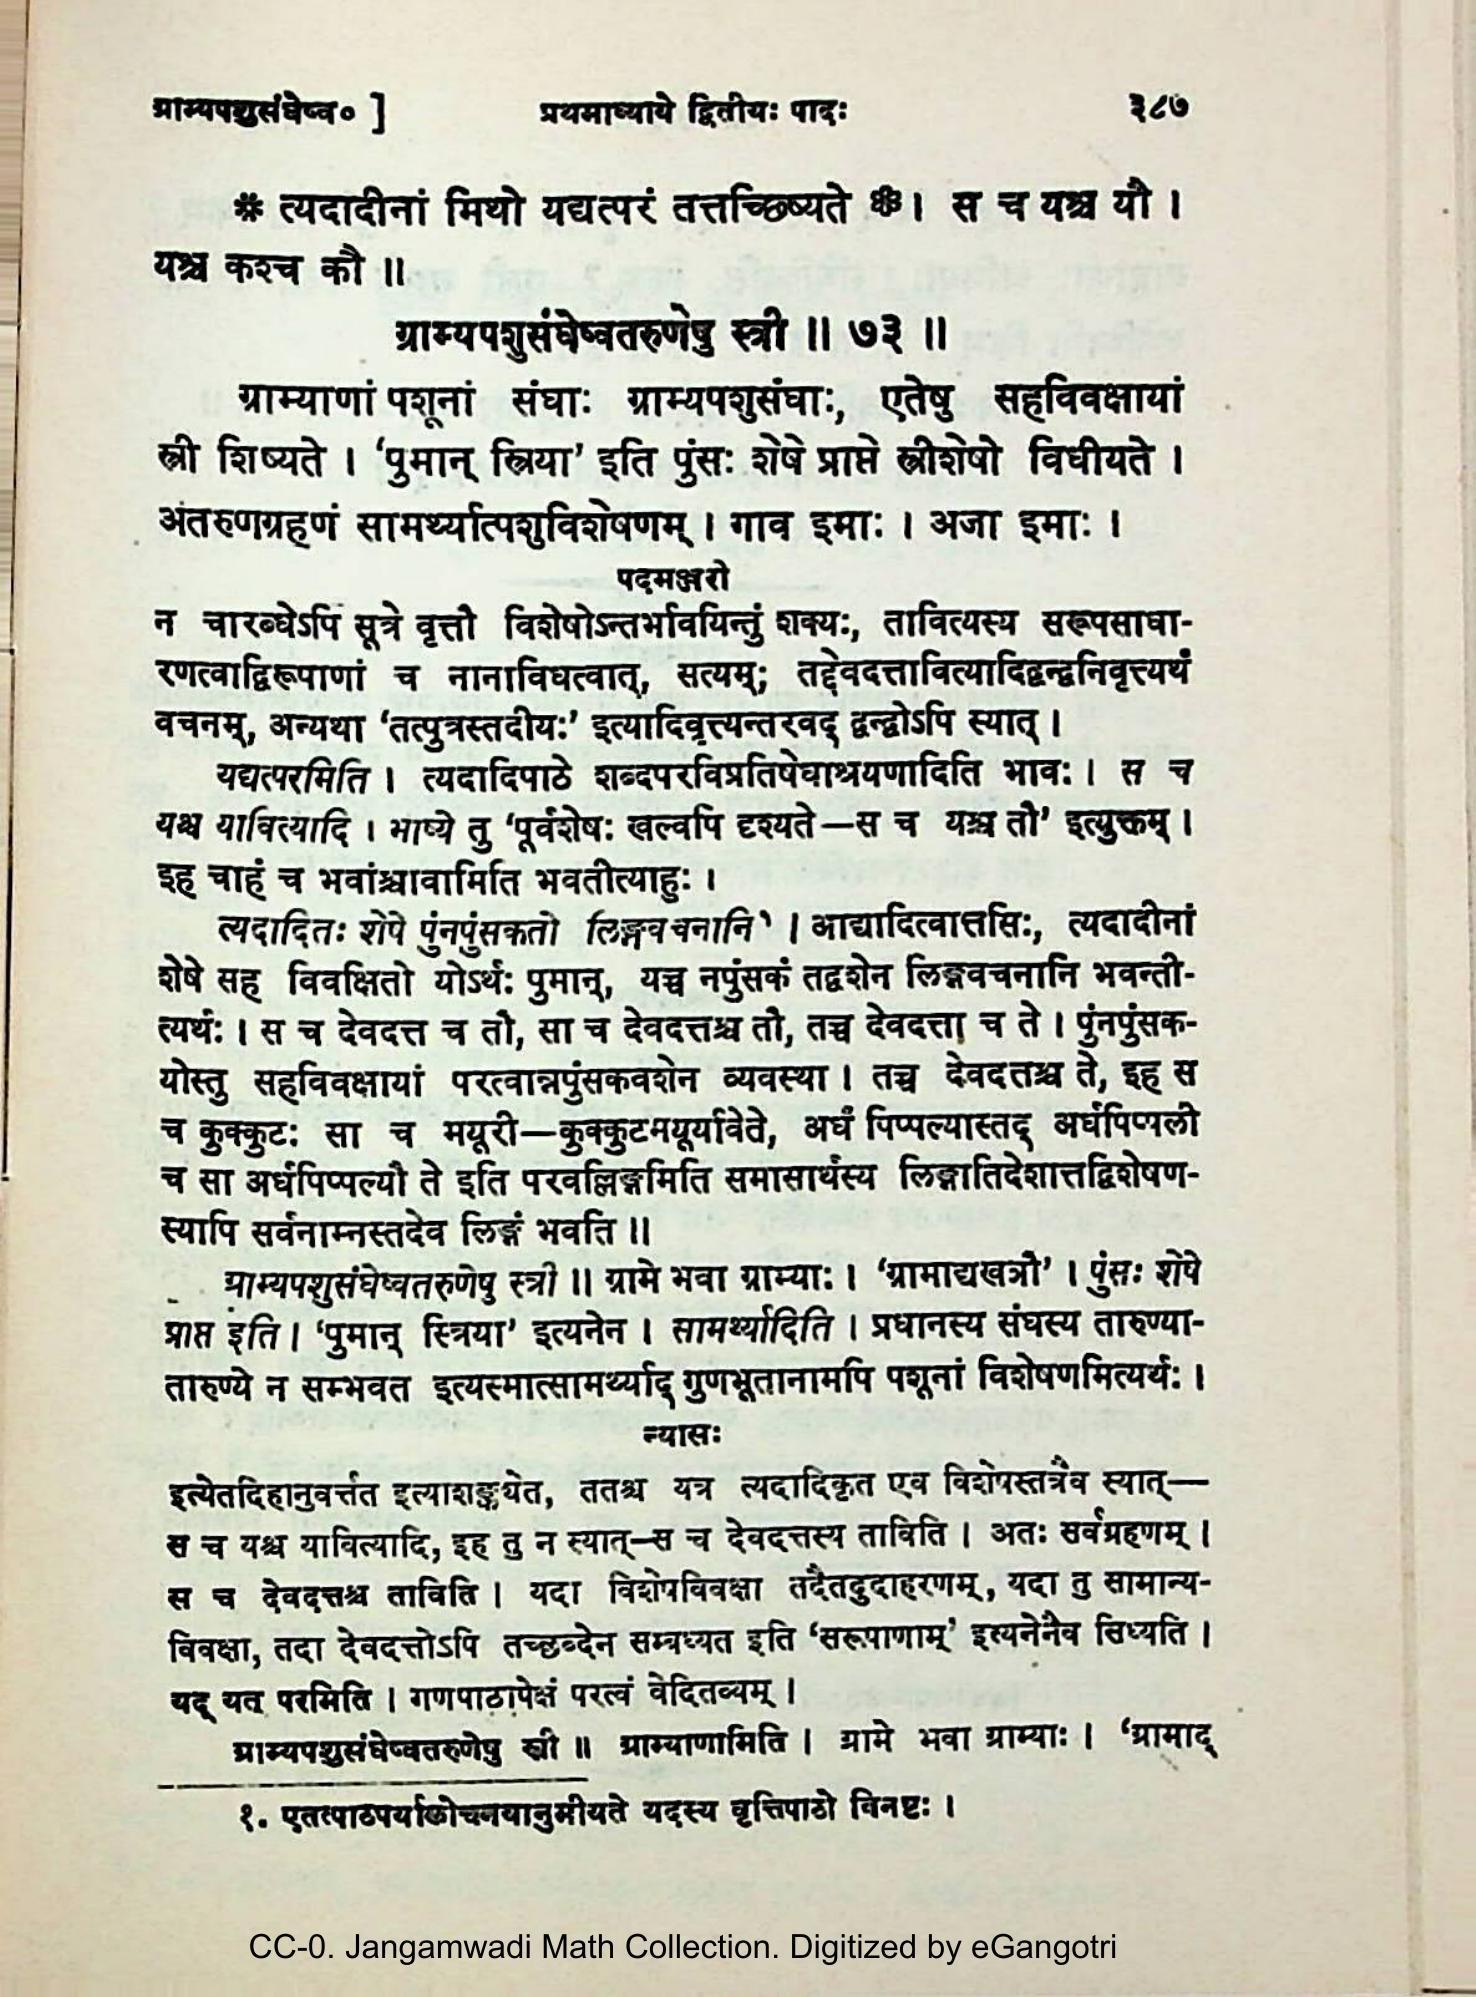 ग्राम्यपशुसंघेष्व० ] प्रथमाध्याये द्वितीयः पादः ३८७
* त्यदादीनां मिथो यद्यत्परं तत्तच्छिष्यते * । स च यश्च यौ ।
यश्च कश्च कौ ॥
ग्राम्यपशुसंघेष्वतरुणेषु स्त्री ॥ ७३ ॥
ग्राम्याणां पशूनां संघाः ग्राम्यपशुसंघाः, एतेषु सहविवक्षायां
स्त्री शिष्यते । ‘पुमान् स्त्रिया’ इति पुंसः शेषे प्राप्ते स्त्रीशेषो विधीयते ।
अंतरुणग्रहणं सामर्थ्यात्पशुविशेषणम् । गाव इमाः । अजा इमाः ।
पदमञ्जरी
न चारब्धेऽपि सूत्रे वृत्तौ विशेषोऽन्तर्भावयिन्तुं शक्यः, तावित्यस्य सरूपसाधा-
रणत्वाद्विरूपाणां च नानाविधत्वात्, सत्यम्; तद्देवदत्तावित्यादिद्वन्द्वनिवृत्त्यर्थं
वचनम्, अन्यथा ‘तत्पुत्रस्तदीयः’ इत्यादिवृत्त्यन्तरवद् द्वन्द्वोऽपि स्यात् ।
यद्यत्परमिति । त्यदादिपाठे शब्दपरविप्रतिषेधाश्रयणादिति भावः । स च
यश्च यावित्यादि । भाष्ये तु ‘पूर्वशेषः खल्वपि दृश्यते—स च यश्च तौ’ इत्युक्तम् ।
इह चाहं च भवांश्चावामिति भवतीत्याहुः ।
त्यदादितः शेषे पुंनपुंसकतो लिङ्गवचनानि¹ । आद्यादित्वात्तसिः, त्यदादीनां
शेषे सह विवक्षितो योऽर्थः पुमान्, यच्च नपुंसकं तद्वशेन लिङ्गवचनानि भवन्ती-
त्यर्थः । स च देवदत्त च तौ, सा च देवदत्तश्च तौ, तच्च देवदत्ता च ते । पुंनपुंसक-
योस्तु सहविवक्षायां परत्वान्नपुंसकवशेन व्यवस्था । तच्च देवदतश्च ते, इह स
च कुक्कुटः सा च मयूरी—कुक्कुटमयूर्यावेते, अर्धं पिप्पल्यास्तद् अर्धपिप्पली
च सा अर्धपिप्पल्यौ ते इति परवल्लिङ्गमिति समासार्थस्य लिङ्गातिदेशात्तद्विशेषण-
स्यापि सर्वनाम्नस्तदेव लिङ्गं भवति ॥
ग्राम्यपशुसंघेष्वतरुणेषु स्त्री ॥ ग्रामे भवा ग्राम्याः । ‘ग्रामाद्यखञौ’ । पुंसः शेषे
प्राप्त इति । ‘पुमान् स्त्रिया’ इत्यनेन । सामर्थ्यादिति । प्रधानस्य संघस्य तारुण्या-
तारुण्ये न सम्भवत इत्यस्मात्सामर्थ्याद् गुणभूतानामपि पशूनां विशेषणमित्यर्थः ।
न्यासः
इत्येतदिहानुवर्त्तत इत्याशङ्क्येत, ततश्च यत्र त्यदादिकृत एव विशेषस्तत्रैव स्यात्—
स च यश्च यावित्यादि, इह तु न स्यात्—स च देवदत्तस्य ताविति । अतः सर्वग्रहणम् ।
स च देवदत्तश्च ताविति । यदा विशेषविवक्षा तदैतदुदाहरणम्, यदा तु सामान्य-
विवक्षा, तदा देवदत्तोऽपि तच्छब्देन सम्बध्यत इति ‘सरूपाणाम्’ इत्यनेनैव सिध्यति ।
यद् यत् परमिति । गणपाठापेक्षं परत्वं वेदितव्यम् ।
ग्राम्यपशुसंघेष्वतरुणेषु स्त्री ॥ ग्राम्याणामिति । ग्रामे भवा ग्राम्याः । ‘ग्रामाद्
१. एतत्पाठपर्यालोचनयानुमीयते यदस्य वृत्तिपाठो विनष्टः ।
CC-0. Jangamwadi Math Collection. Digitized by eGangotri